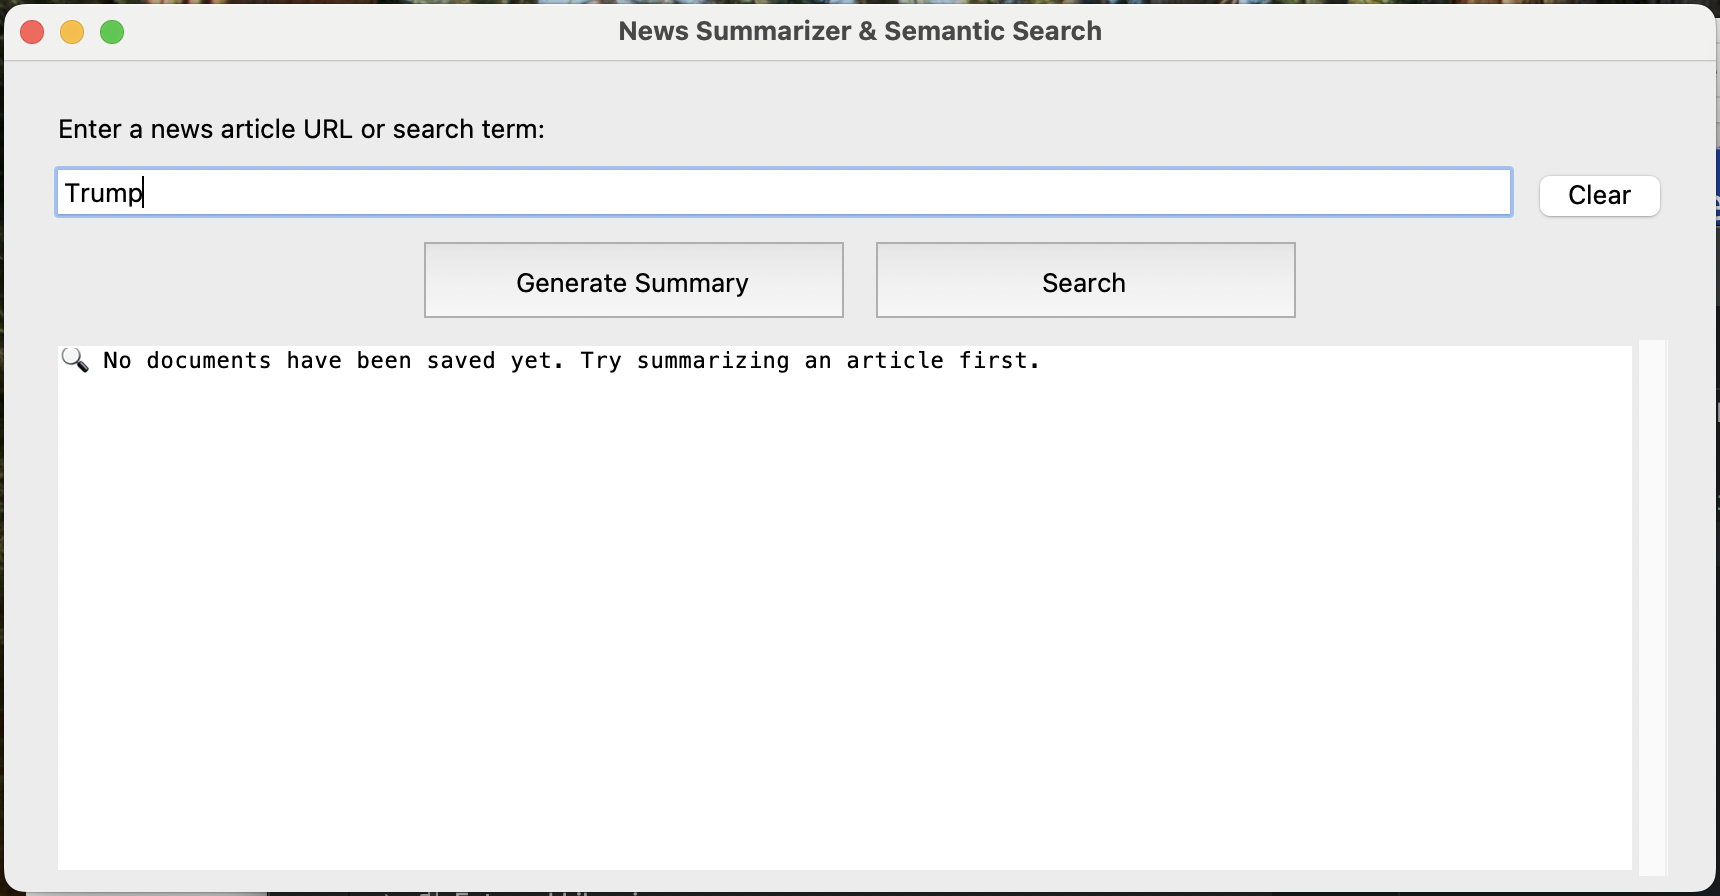 News Summarizer & Semantic Search
Enter a news article URL or search term:
Trump
Clear
Generate Summary
Search
🔍 No documents have been saved yet. Try summarizing an article first.